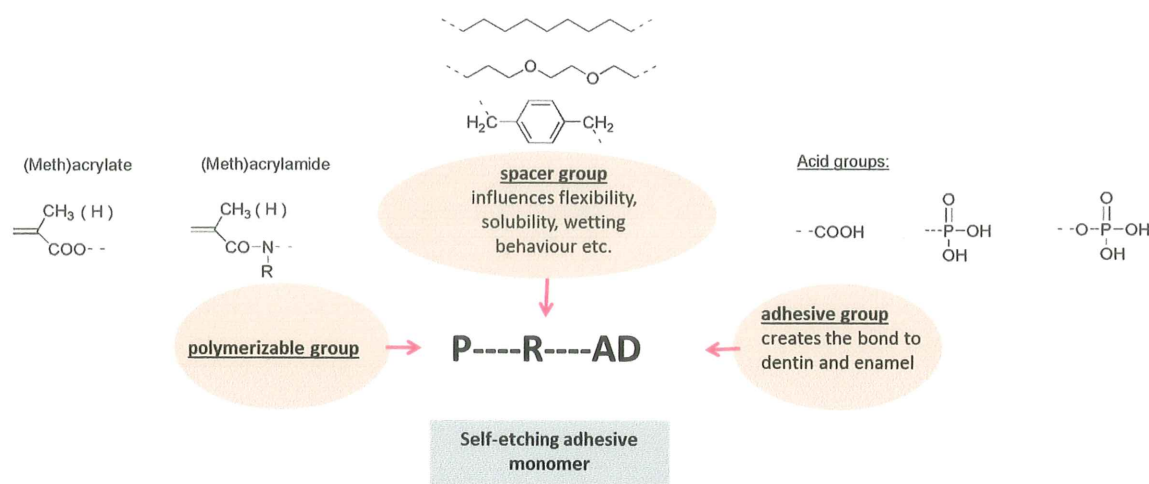 O
O
H₂C
CH₂
(Meth)acrylate
(Meth)acrylamide
spacer group
influences flexibility,
solubility, wetting
behaviour etc.
Acid groups:
CH₃ ( H )
COO- -
CH₃ ( H )
CO-N- -
R
- -COOH
O
---P-OH
OH
O
- -O-P-OH
OH
polymerizable group
P----R----AD
adhesive group
creates the bond to
dentin and enamel
Self-etching adhesive
monomer